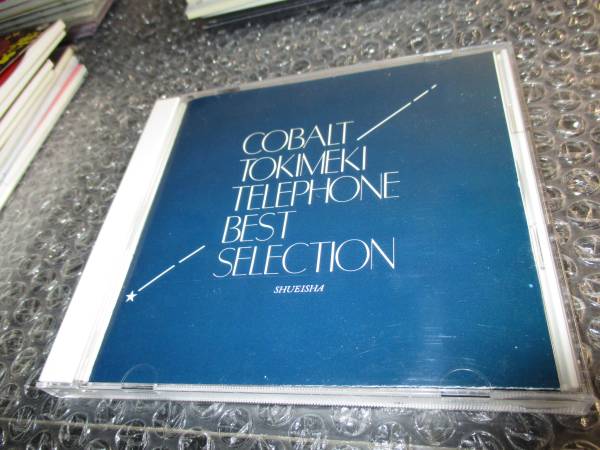 COBALT
TOKIMEKI
TELEPHONE
BEST
SELECTION
SHUEISHA